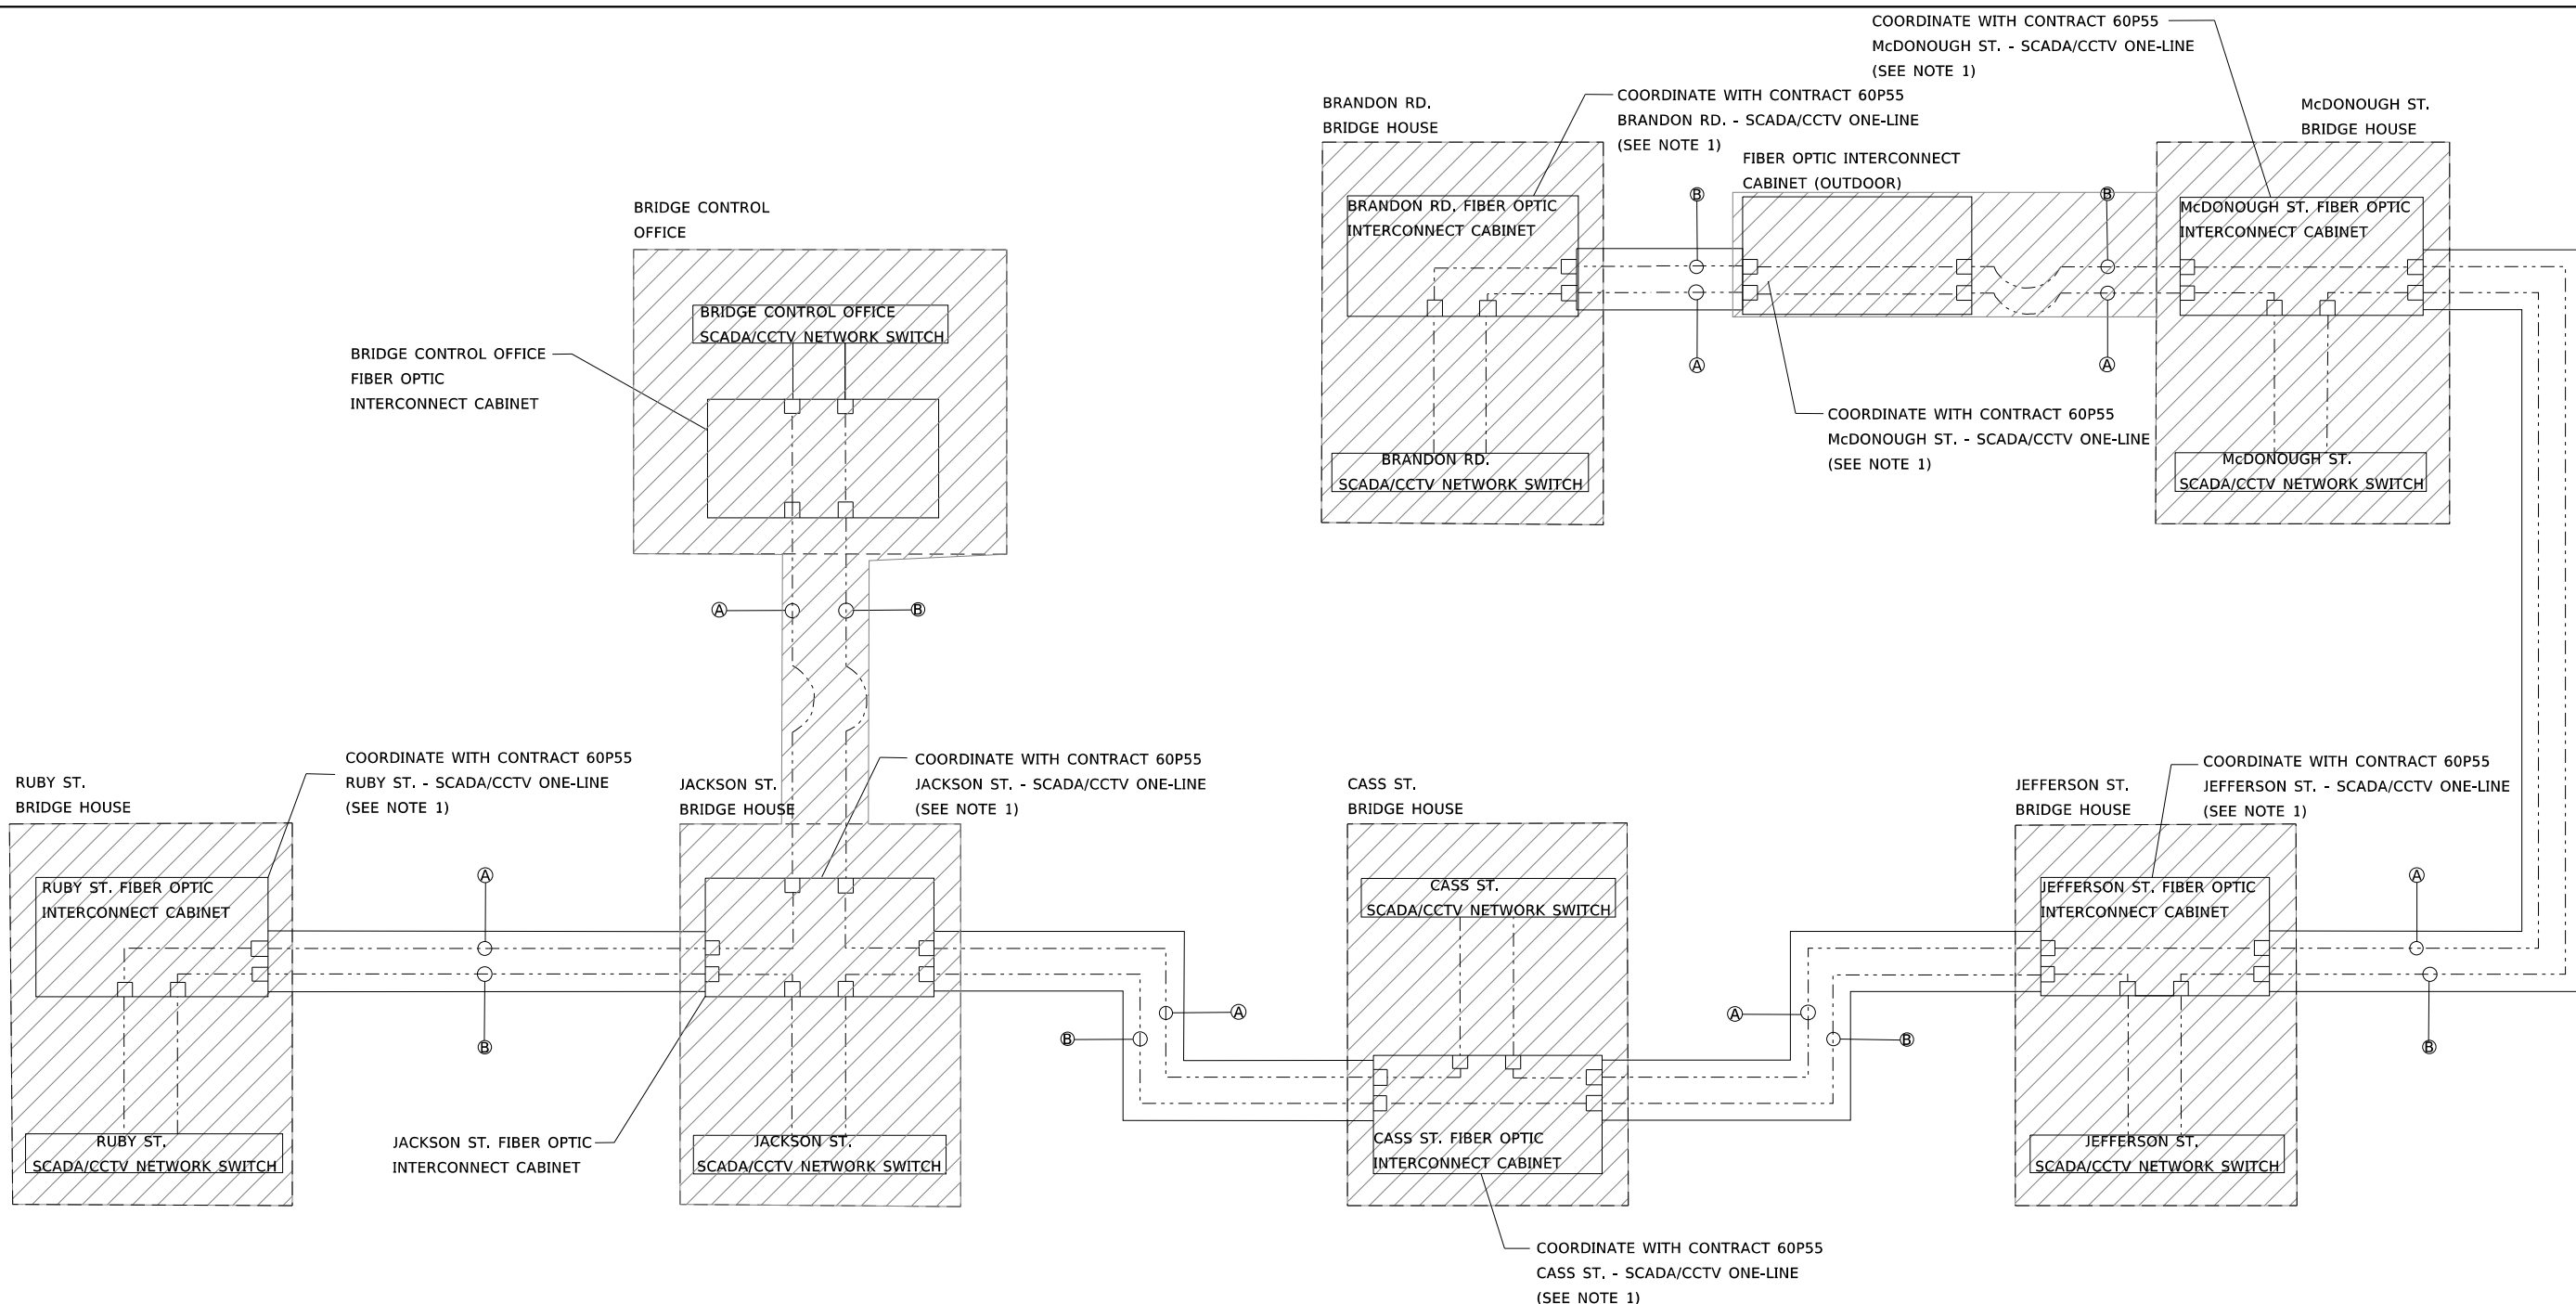 COORDINATE WITH CONTRACT 60P55
McDONOUGH ST. - SCADA/CCTV ONE-LINE
(SEE NOTE 1)
BRANDON RD.
BRIDGE HOUSE
COORDINATE WITH CONTRACT 60P55
BRANDON RD. - SCADA/CCTV ONE-LINE
(SEE NOTE 1)
McDONOUGH ST.
BRIDGE HOUSE
FIBER OPTIC INTERCONNECT
CABINET (OUTDOOR)
BRANDON RD. FIBER OPTIC
INTERCONNECT CABINET
B
B
McDONOUGH ST. FIBER OPTIC
INTERCONNECT CABINET
A
A
COORDINATE WITH CONTRACT 60P55
McDONOUGH ST. - SCADA/CCTV ONE-LINE
(SEE NOTE 1)
BRANDON RD.
SCADA/CCTV NETWORK SWITCH
McDONOUGH ST.
SCADA/CCTV NETWORK SWITCH
BRIDGE CONTROL
OFFICE
BRIDGE CONTROL OFFICE
SCADA/CCTV NETWORK SWITCH
BRIDGE CONTROL OFFICE
FIBER OPTIC
INTERCONNECT CABINET
A
B
RUBY ST.
BRIDGE HOUSE
COORDINATE WITH CONTRACT 60P55
RUBY ST. - SCADA/CCTV ONE-LINE
(SEE NOTE 1)
JACKSON ST.
BRIDGE HOUSE
COORDINATE WITH CONTRACT 60P55
JACKSON ST. - SCADA/CCTV ONE-LINE
(SEE NOTE 1)
CASS ST.
BRIDGE HOUSE
JEFFERSON ST.
BRIDGE HOUSE
COORDINATE WITH CONTRACT 60P55
JEFFERSON ST. - SCADA/CCTV ONE-LINE
(SEE NOTE 1)
RUBY ST. FIBER OPTIC
INTERCONNECT CABINET
A
B
RUBY ST.
SCADA/CCTV NETWORK SWITCH
JACKSON ST. FIBER OPTIC
INTERCONNECT CABINET
JACKSON ST.
SCADA/CCTV NETWORK SWITCH
A
B
CASS ST.
SCADA/CCTV NETWORK SWITCH
CASS ST. FIBER OPTIC
INTERCONNECT CABINET
COORDINATE WITH CONTRACT 60P55
CASS ST. - SCADA/CCTV ONE-LINE
(SEE NOTE 1)
A
B
JEFFERSON ST. FIBER OPTIC
INTERCONNECT CABINET
A
B
JEFFERSON ST.
SCADA/CCTV NETWORK SWITCH